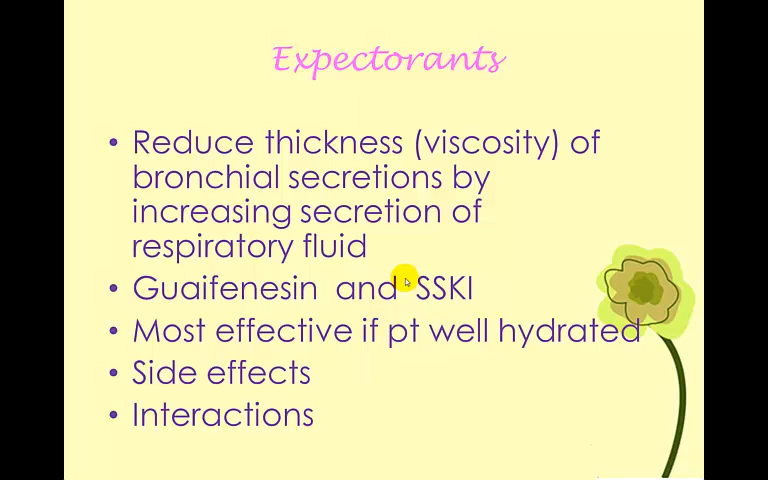 Expectorants
• Reduce thickness (viscosity) of
bronchial secretions by
increasing secretion of
respiratory fluid
• Guaifenesin and SSKI
• Most effective if pt well hydrated
• Side effects
• Interactions